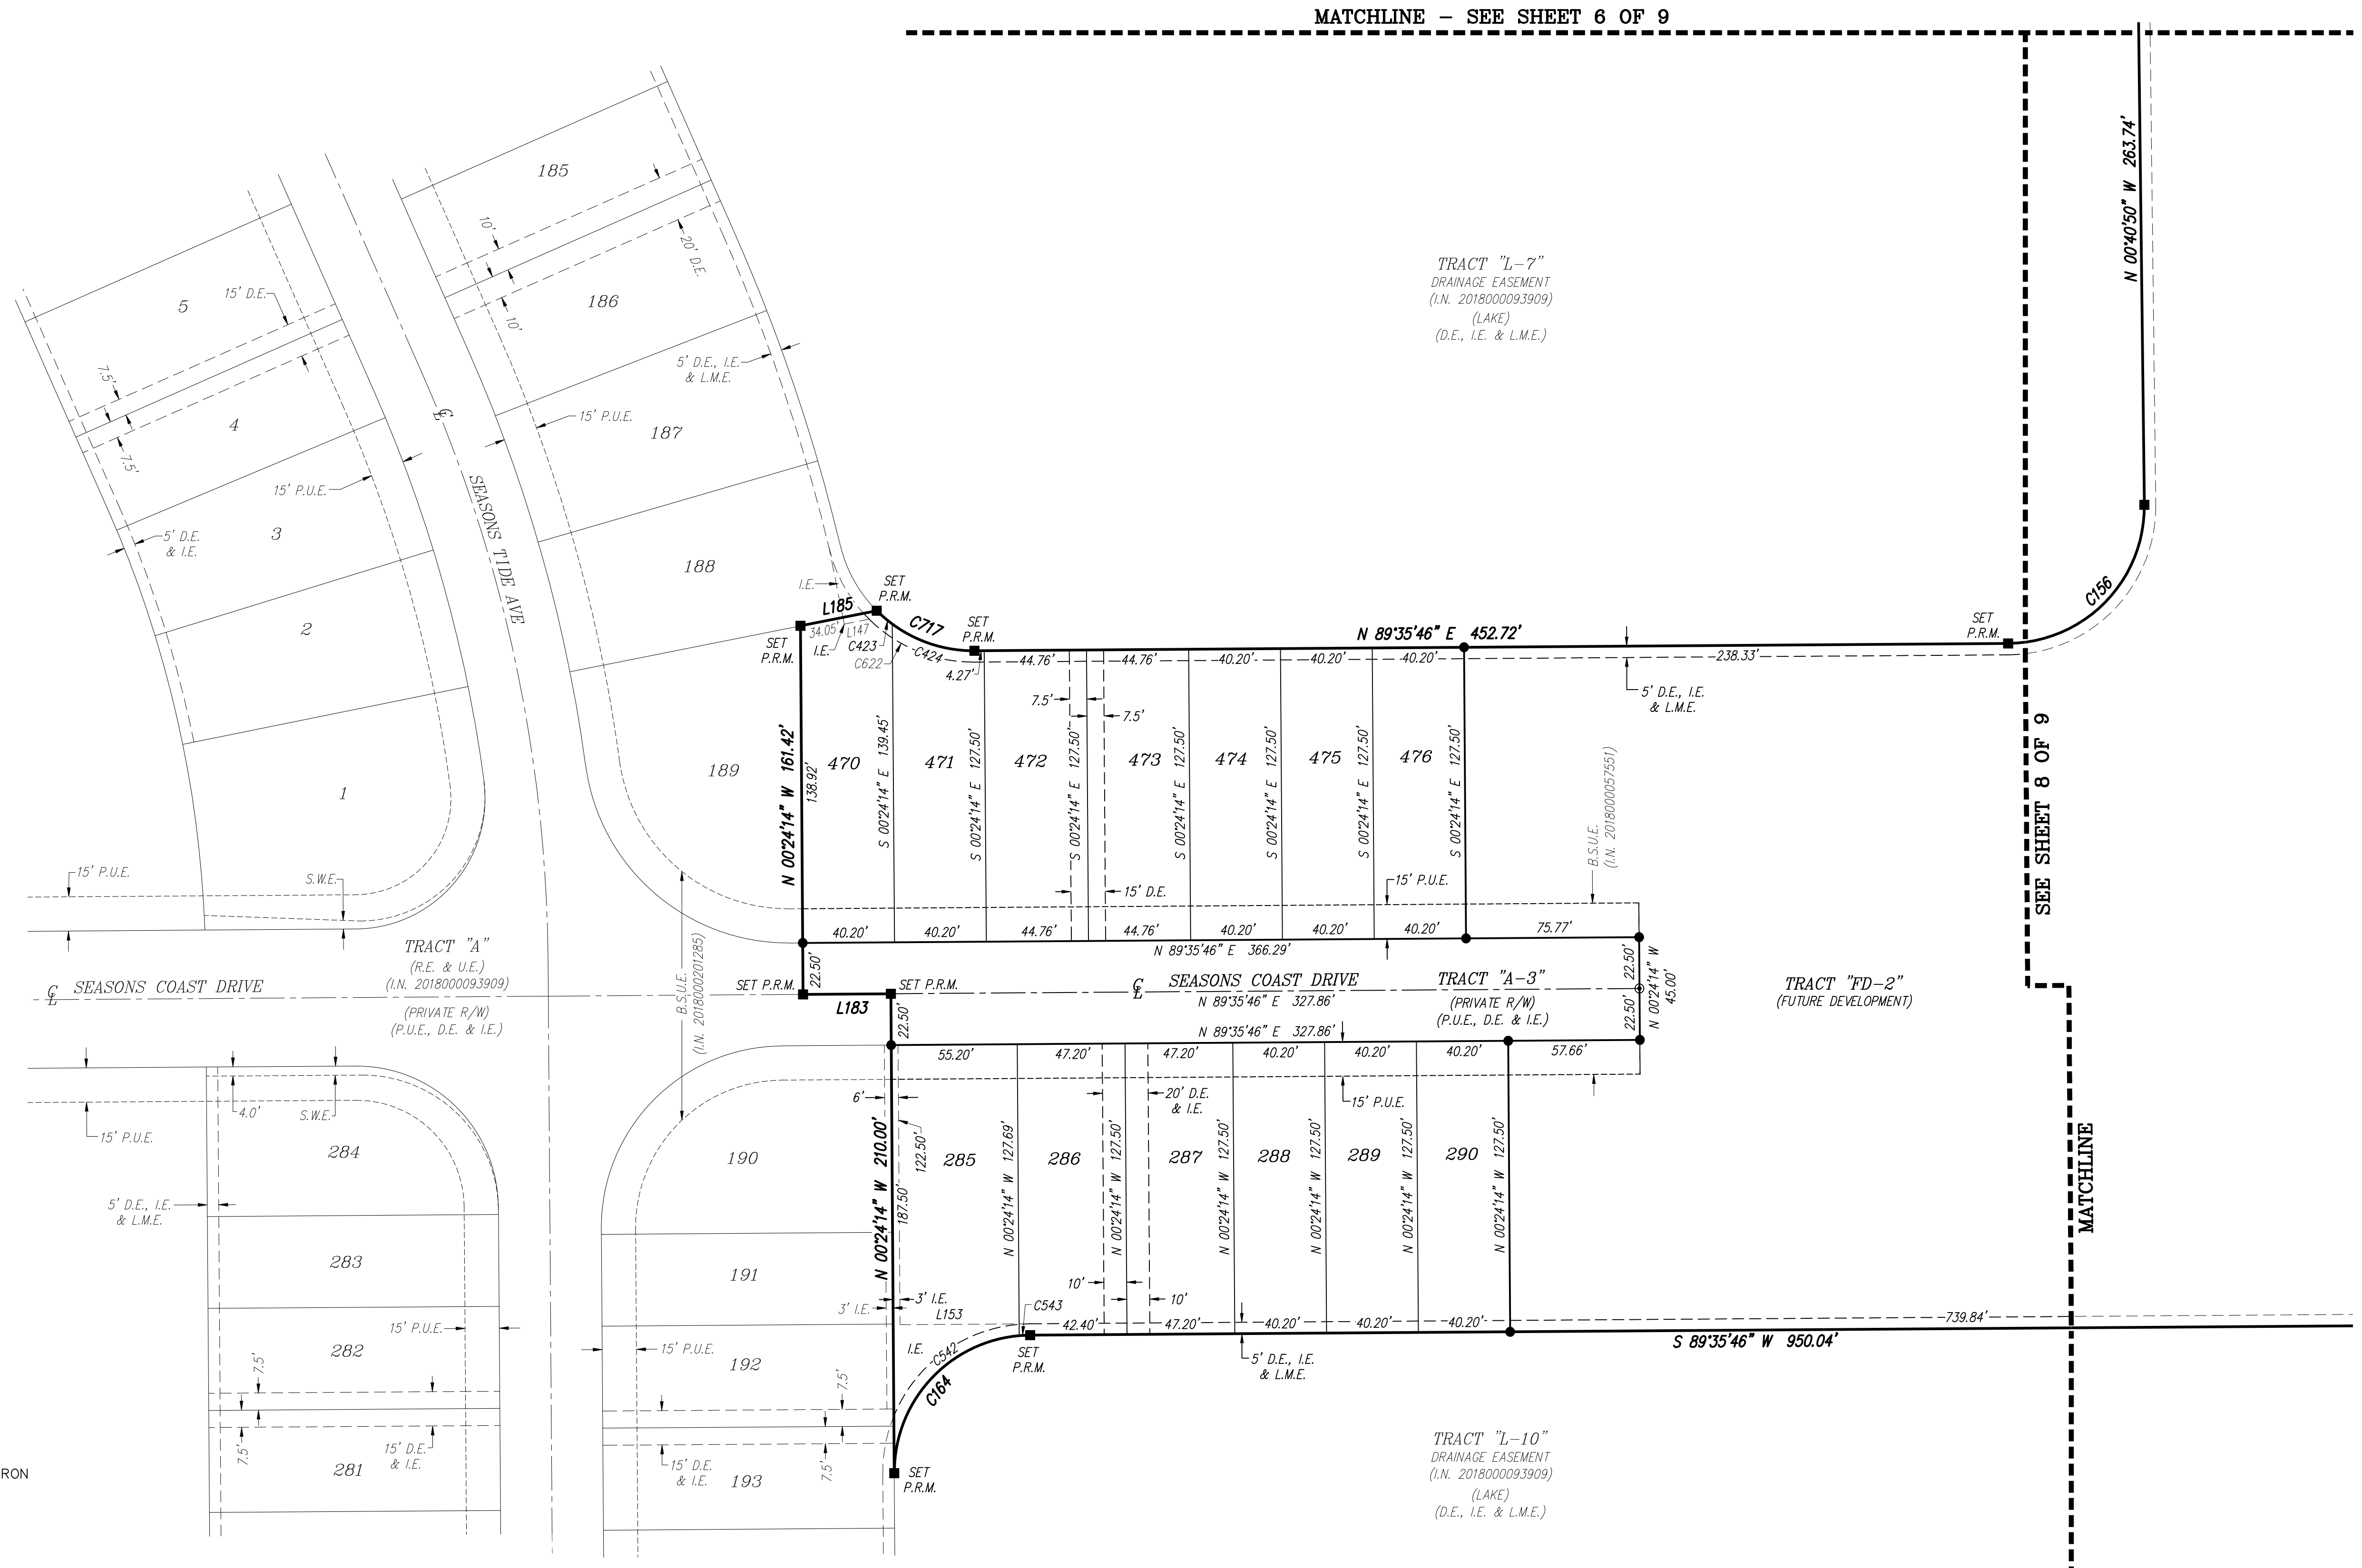 MATCHLINE – SEE SHEET 6 OF 9
185
5
15' D.E.
10'
20' D.E.
186
10'
7.5'
4
7.5'
5' D.E., I.E.
& L.M.E.
℄
15' P.U.E.
187
15' P.U.E.
SEASONS TIDE AVE
5' D.E.
& I.E.
3
188
2
I.E.
SET
P.R.M.
L185
SET
P.R.M.
34.05'
L147
I.E.
C423
C622
C717
C424
SET
P.R.M.
4.27'
TRACT "L-7"
DRAINAGE EASEMENT
(I.N. 2018000093909)
(LAKE)
(D.E., I.E. & L.M.E.)
N 00°40'50" W 263.74'
C156
SET
P.R.M.
N 89°35'46" E 452.72'
44.76'
44.76'
40.20'
40.20'
40.20'
238.33'
5' D.E., I.E.
& L.M.E.
7.5'
7.5'
1
189
N 00°24'14" W 161.42'
138.92'
470
S 00°24'14" E 139.45'
471
S 00°24'14" E 127.50'
472
S 00°24'14" E 127.50'
473
S 00°24'14" E 127.50'
474
S 00°24'14" E 127.50'
475
S 00°24'14" E 127.50'
476
S 00°24'14" E 127.50'
B.S.U.E.
(I.N. 20180000057551)
SEE SHEET 8 OF 9
15' P.U.E.
S.W.E.
15' D.E.
15' P.U.E.
40.20'
40.20'
44.76'
44.76'
40.20'
40.20'
40.20'
75.77'
N 89°35'46" E 366.29'
TRACT "A"
(R.E. & U.E.)
(I.N. 2018000093909)
(PRIVATE R/W)
(P.U.E., D.E. & I.E.)
℄ SEASONS COAST DRIVE
B.S.U.E.
(I.N. 20180000201285)
22.50'
SET P.R.M.
SET P.R.M.
L183
22.50'
℄ SEASONS COAST DRIVE
N 89°35'46" E 327.86'
TRACT "A-3"
(PRIVATE R/W)
(P.U.E., D.E. & I.E.)
22.50'
22.50'
N 00°24'14" W
45.00'
TRACT "FD-2"
(FUTURE DEVELOPMENT)
N 89°35'46" E 327.86'
55.20'
47.20'
47.20'
40.20'
40.20'
40.20'
57.66'
15' P.U.E.
4.0'
S.W.E.
6'
20' D.E.
& I.E.
15' P.U.E.
284
190
N 00°24'14" W 210.00'
122.50'
187.50'
285
N 00°24'14" W 127.69'
286
N 00°24'14" W 127.50'
287
N 00°24'14" W 127.50'
288
N 00°24'14" W 127.50'
289
N 00°24'14" W 127.50'
290
N 00°24'14" W 127.50'
MATCHLINE
5' D.E., I.E.
& L.M.E.
283
191
3' I.E.
3' I.E.
L153
10'
10'
C543
42.40'
47.20'
40.20'
40.20'
40.20'
739.84'
S 89°35'46" W 950.04'
5' D.E., I.E.
& L.M.E.
15' P.U.E.
282
7.5'
15' P.U.E.
192
I.E.
C542
C164
SET
P.R.M.
7.5'
7.5'
15' D.E.
& I.E.
281
15' D.E.
& I.E.
7.5'
193
SET
P.R.M.
TRACT "L-10"
DRAINAGE EASEMENT
(I.N. 2018000093909)
(LAKE)
(D.E., I.E. & L.M.E.)
RON